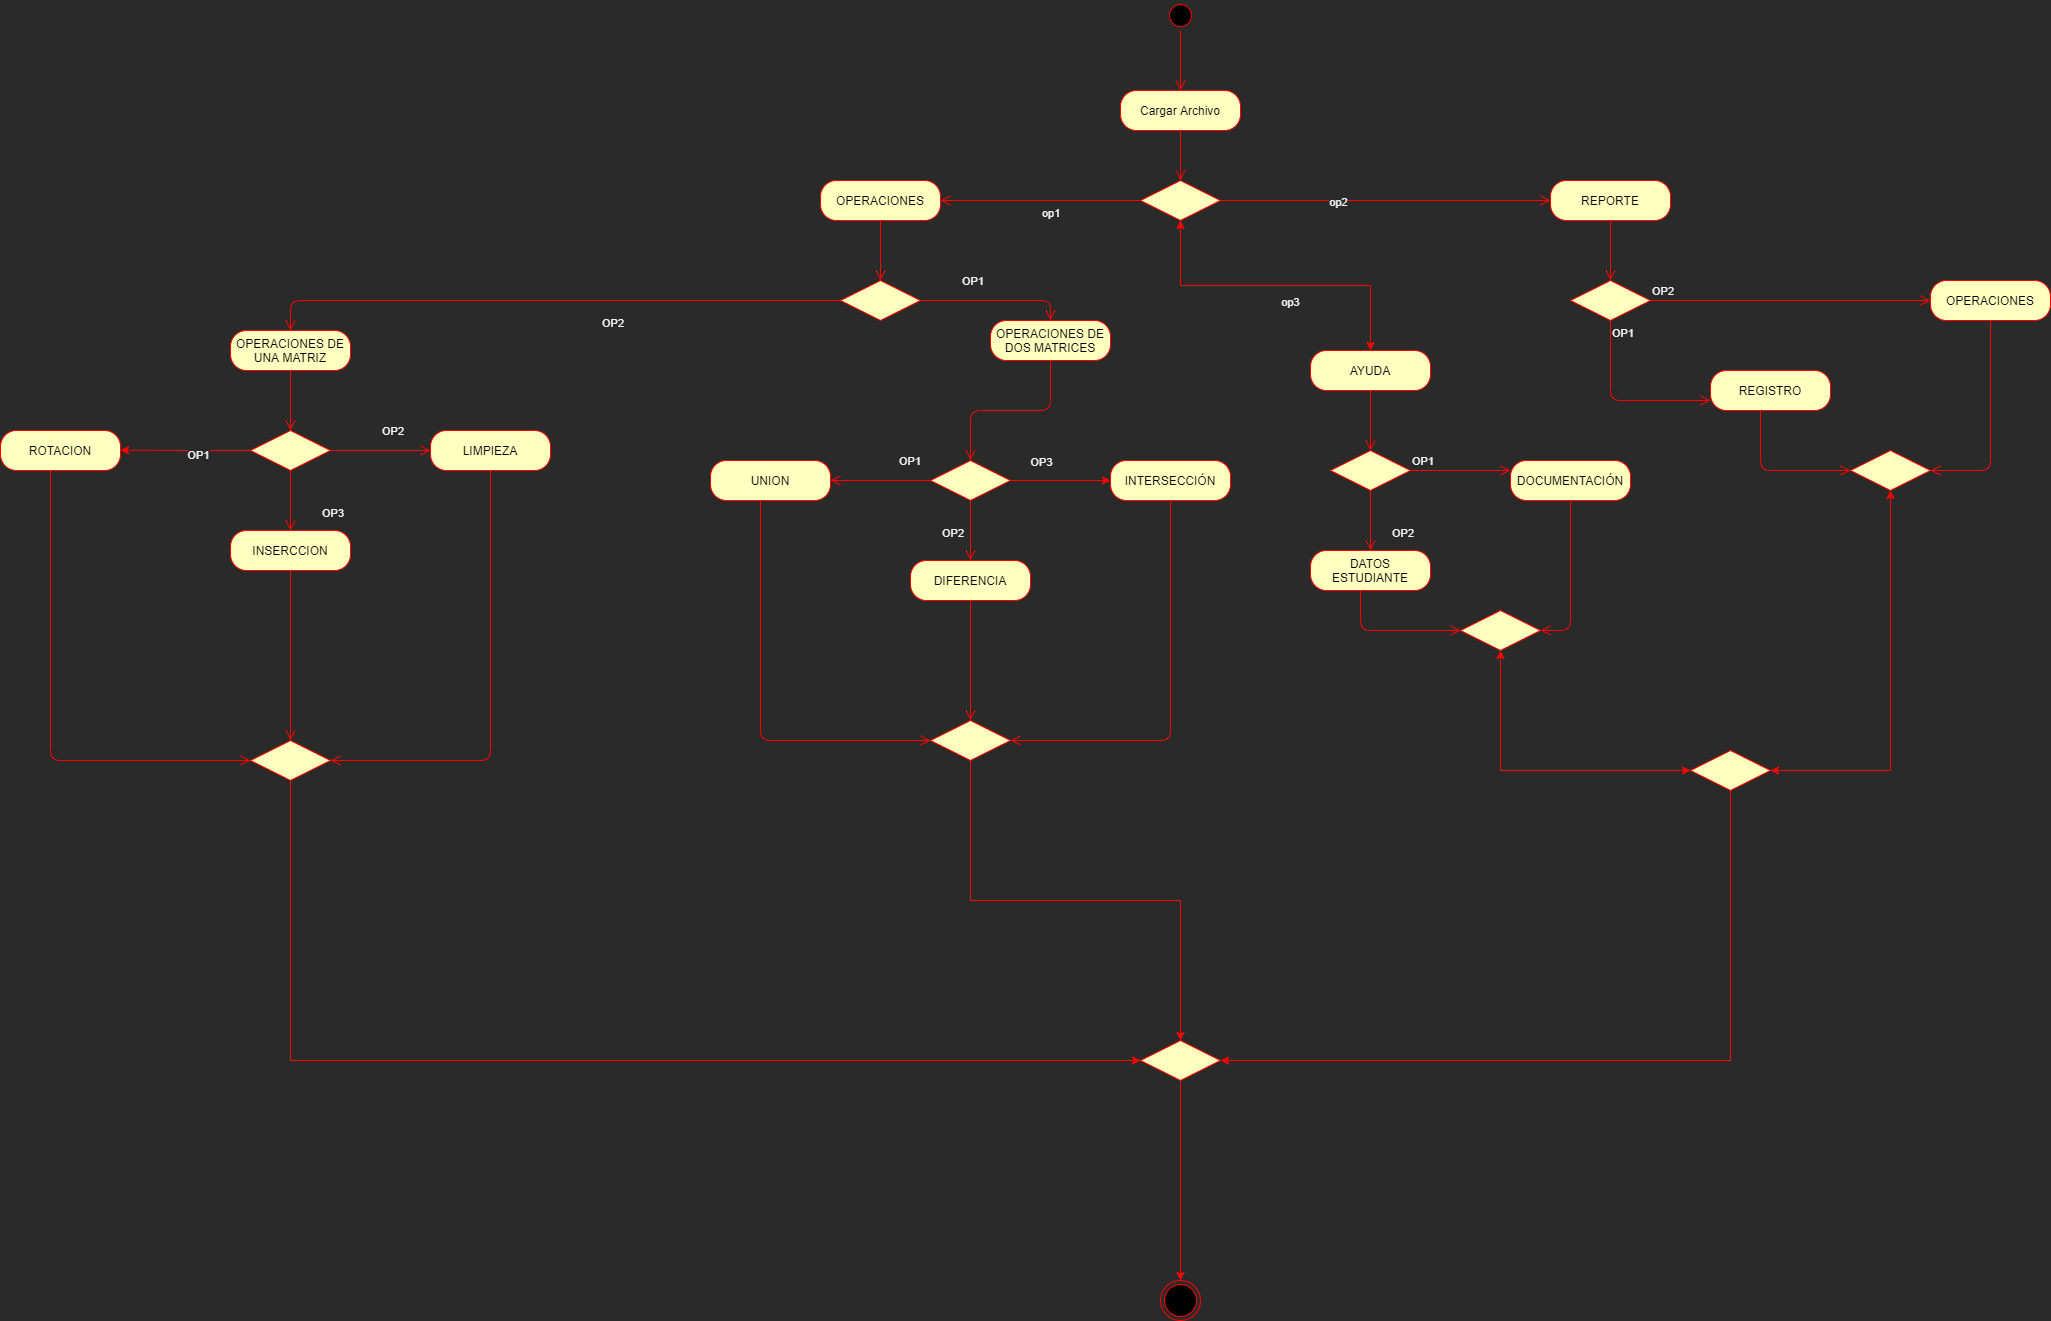 Cargar Archivo
OPERACIONES
op1
op2
REPORTE
OP1
OP2
op3
OP2
OP1
OPERACIONES
OPERACIONES DE
UNA MATRIZ
OPERACIONES DE
DOS MATRICES
AYUDA
REGISTRO
ROTACION
OP1
OP2
LIMPIEZA
OP3
INSERCCION
UNION
OP1
OP3
INTERSECCIÓN
OP2
DIFERENCIA
OP1
DOCUMENTACIÓN
OP2
DATOS
ESTUDIANTE